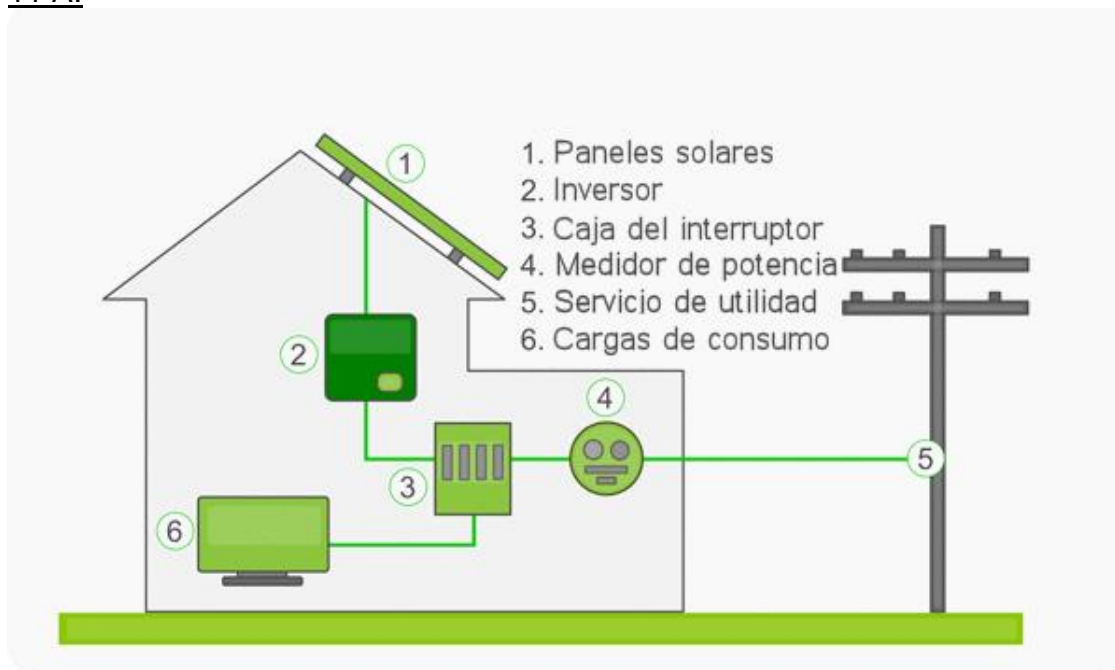 1. Paneles solares
2. Inversor
3. Caja del interruptor
4. Medidor de potencia
5. Servicio de utilidad
6. Cargas de consumo
1
2
3
4
5
6